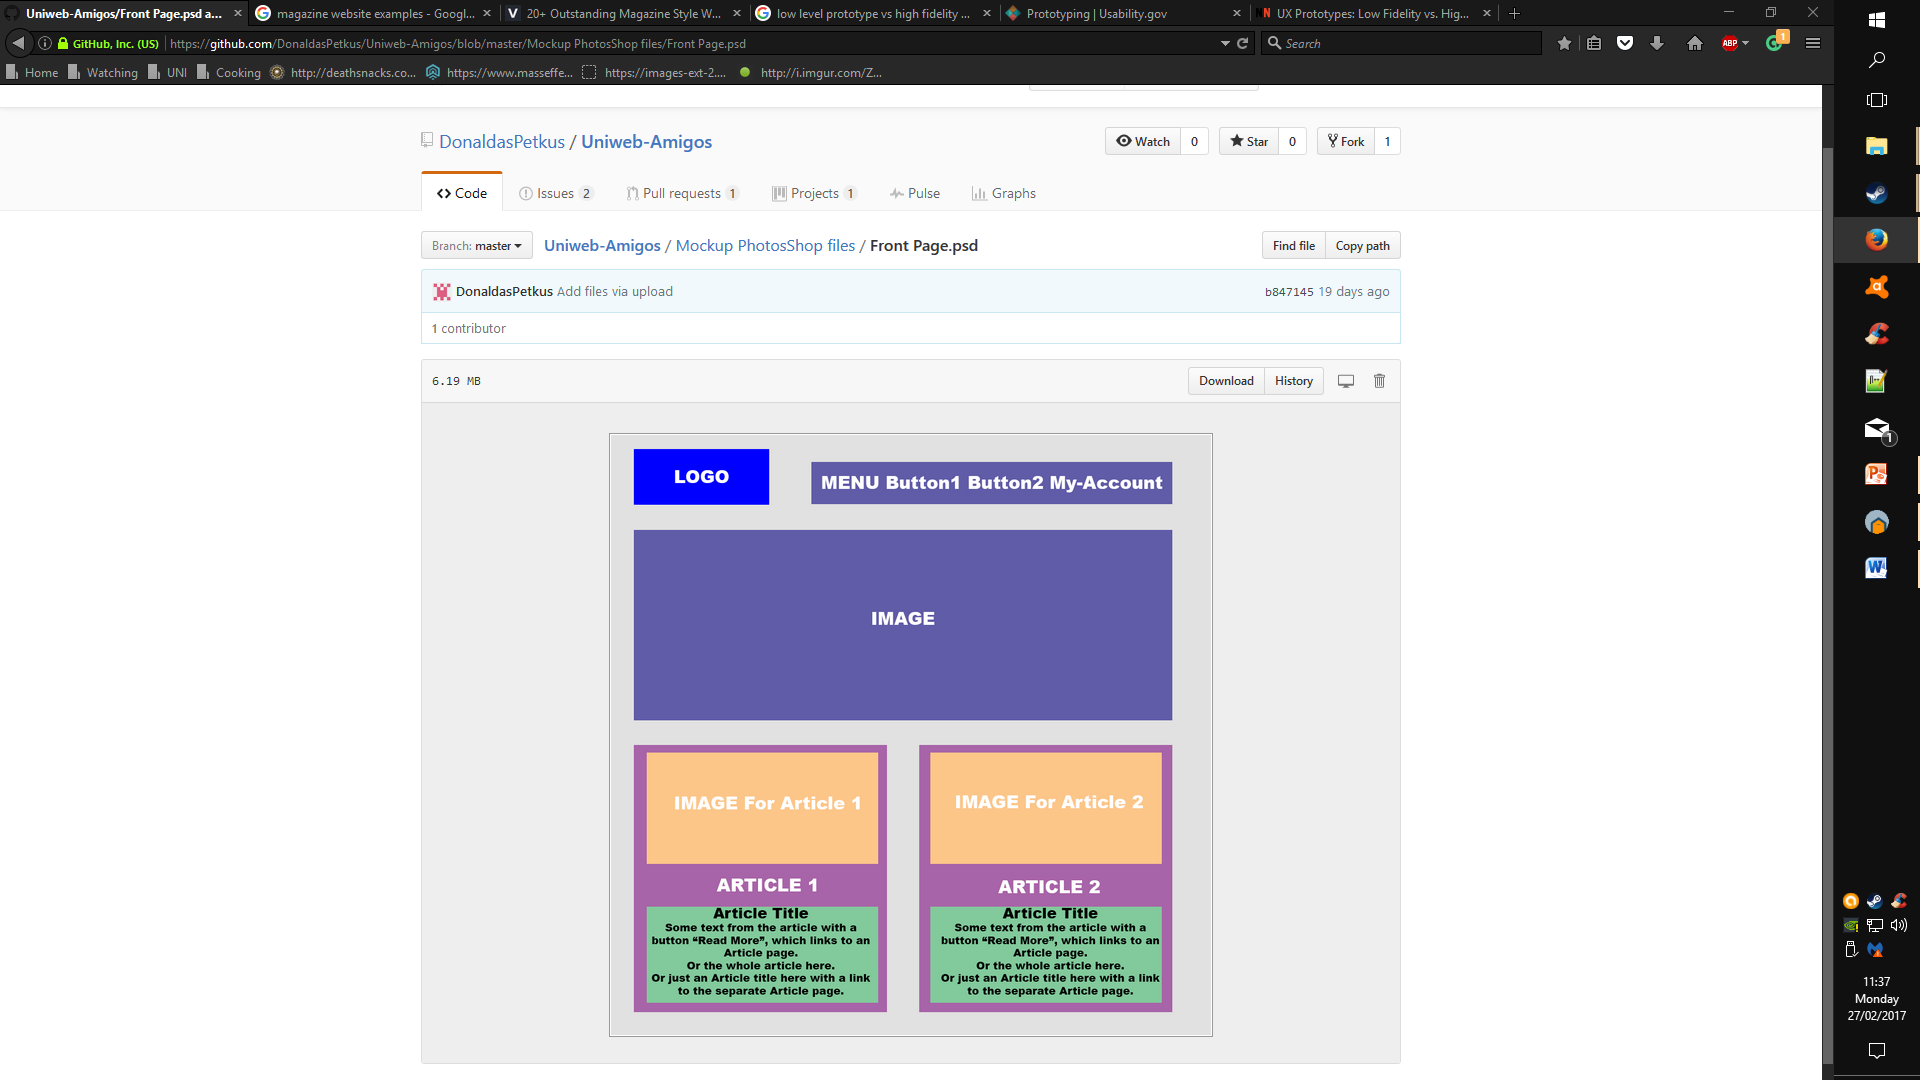 Uniweb-Amigos/Front Page.psd a...
magazine website examples - Googl...
20+ Outstanding Magazine Style W...
low level prototype vs high fidelity ...
Prototyping | Usability.gov
UX Prototypes: Low Fidelity vs. Hig...
GitHub, Inc. (US)
https://github.com/DonaldasPetkus/Uniweb-Amigos/blob/master/Mockup PhotosShop files/Front Page.psd
Search
ABP
1
Home
Watching
UNI
Cooking
http://deathsnacks.co...
https://www.masseffe...
https://images-ext-2....
http://i.imgur.com/Z...
DonaldasPetkus / Uniweb-Amigos
Watch 0
Star 0
Fork 1
Code
Issues 2
Pull requests 1
Projects 1
Pulse
Graphs
Branch: master
Uniweb-Amigos / Mockup PhotosShop files / Front Page.psd
Find file
Copy path
DonaldasPetkus Add files via upload
b847145 19 days ago
1 contributor
6.19 MB
Download
History
LOGO
MENU Button1 Button2 My-Account
IMAGE
IMAGE For Article 1
ARTICLE 1
Article Title
Some text from the article with a
button “Read More”, which links to an
Article page.
Or the whole article here.
Or just an Article title here with a link
to the separate Article page.
IMAGE For Article 2
ARTICLE 2
Article Title
Some text from the article with a
button “Read More”, which links to an
Article page.
Or the whole article here.
Or just an Article title here with a link
to the separate Article page.
1
11:37
Monday
27/02/2017